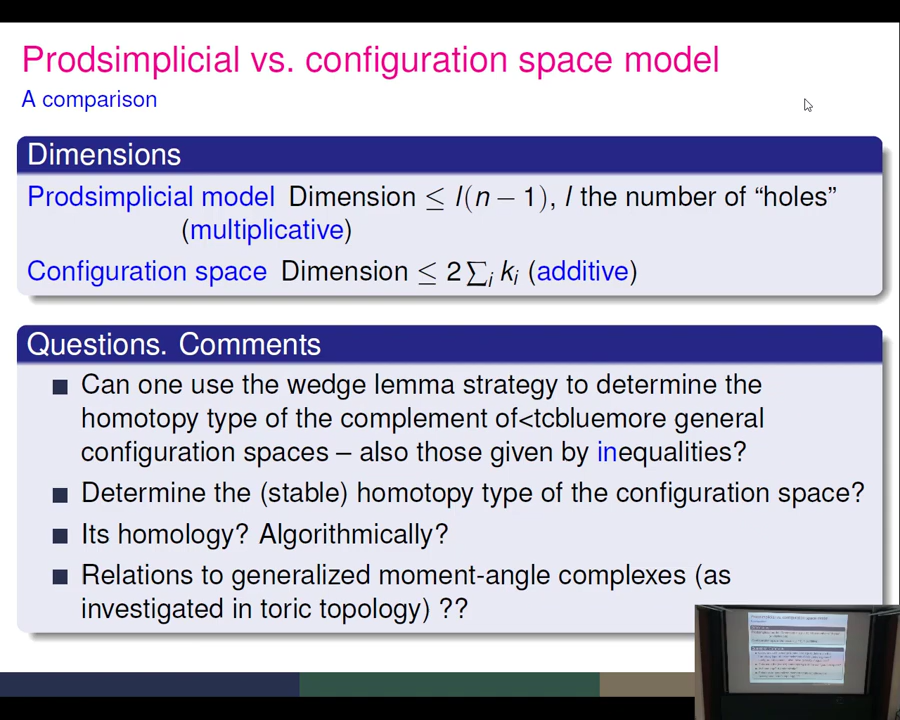 Prodsimplicial vs. configuration space model
A comparison
Dimensions
Prodsimplicial model Dimension ≤ l(n − 1), l the number of “holes”
(multiplicative)
Configuration space Dimension ≤ 2 ∑i ki (additive)
Questions. Comments
Can one use the wedge lemma strategy to determine the
homotopy type of the complement of<tcbluemore general
configuration spaces – also those given by inequalities?
Determine the (stable) homotopy type of the configuration space?
Its homology? Algorithmically?
Relations to generalized moment-angle complexes (as
investigated in toric topology) ??